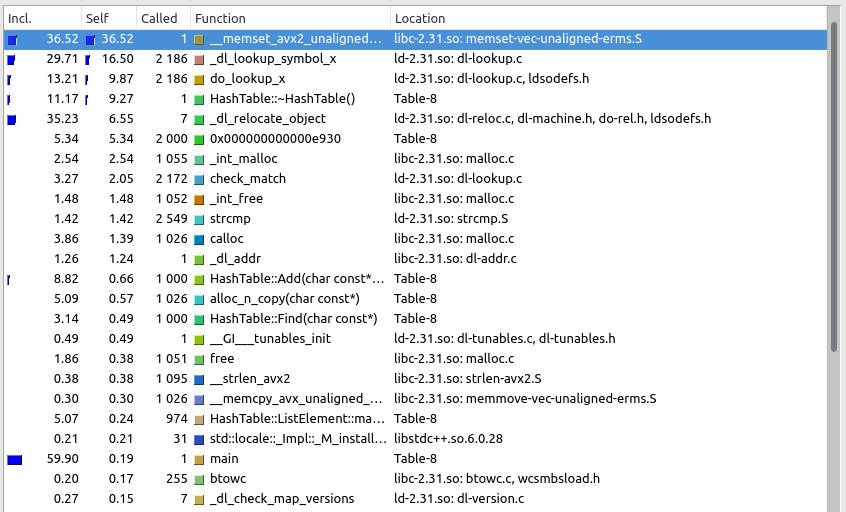 Incl. Self Called Function Location
36.52 36.52 1 __memset_avx2_unaligned... libc-2.31.so: memset-vec-unaligned-erms.S
29.71 16.50 2 186 _dl_lookup_symbol_x ld-2.31.so: dl-lookup.c
13.21 9.87 2 186 do_lookup_x ld-2.31.so: dl-lookup.c, ldsodefs.h
11.17 9.27 1 HashTable::~HashTable() Table-8
35.23 6.55 7 _dl_relocate_object ld-2.31.so: dl-reloc.c, dl-machine.h, do-rel.h, ldsodefs.h
5.34 5.34 2 000 0x000000000000e930 Table-8
2.54 2.54 1 055 _int_malloc libc-2.31.so: malloc.c
3.27 2.05 2 172 check_match ld-2.31.so: dl-lookup.c
1.48 1.48 1 052 _int_free libc-2.31.so: malloc.c
1.42 1.42 2 549 strcmp ld-2.31.so: strcmp.S
3.86 1.39 1 026 calloc libc-2.31.so: malloc.c
1.26 1.24 1 _dl_addr libc-2.31.so: dl-addr.c
8.82 0.66 1 000 HashTable::Add(char const*... Table-8
5.09 0.57 1 026 alloc_n_copy(char const*) Table-8
3.14 0.49 1 000 HashTable::Find(char const*) Table-8
0.49 0.49 1 __GI___tunables_init ld-2.31.so: dl-tunables.c, dl-tunables.h
1.86 0.38 1 051 free libc-2.31.so: malloc.c
0.38 0.38 1 095 __strlen_avx2 libc-2.31.so: strlen-avx2.S
0.30 0.30 1 026 __memcpy_avx_unaligned_... libc-2.31.so: memmove-vec-unaligned-erms.S
5.07 0.24 974 HashTable::ListElement::ma... Table-8
0.21 0.21 31 std::locale::_Impl::_M_install... libstdc++.so.6.0.28
59.90 0.19 1 main Table-8
0.20 0.17 255 btowc libc-2.31.so: btowc.c, wcsmbsload.h
0.27 0.15 7 _dl_check_map_versions ld-2.31.so: dl-version.c